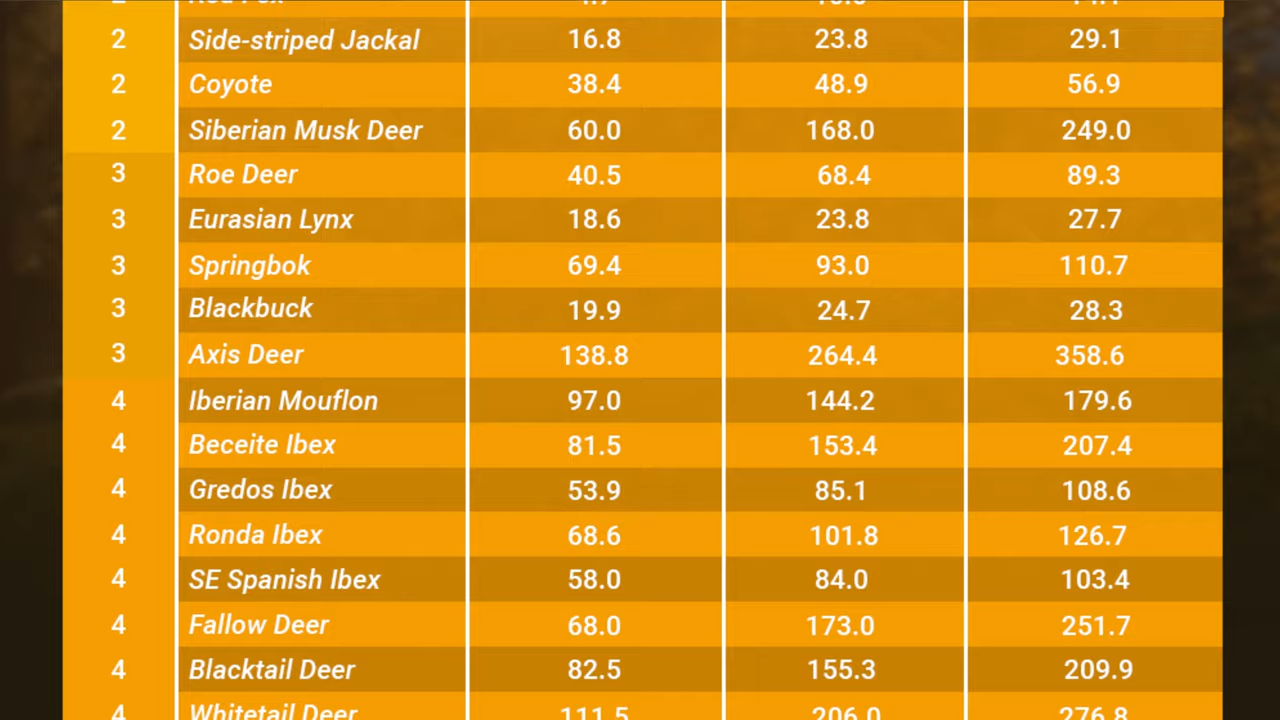 2 Side-striped Jackal 16.8 23.8 29.1
2 Coyote 38.4 48.9 56.9
2 Siberian Musk Deer 60.0 168.0 249.0
3 Roe Deer 40.5 68.4 89.3
3 Eurasian Lynx 18.6 23.8 27.7
3 Springbok 69.4 93.0 110.7
3 Blackbuck 19.9 24.7 28.3
3 Axis Deer 138.8 264.4 358.6
4 Iberian Mouflon 97.0 144.2 179.6
4 Beceite Ibex 81.5 153.4 207.4
4 Gredos Ibex 53.9 85.1 108.6
4 Ronda Ibex 68.6 101.8 126.7
4 SE Spanish Ibex 58.0 84.0 103.4
4 Fallow Deer 68.0 173.0 251.7
4 Blacktail Deer 82.5 155.3 209.9
4 Whitetail Deer 111.5 206.0 276.8